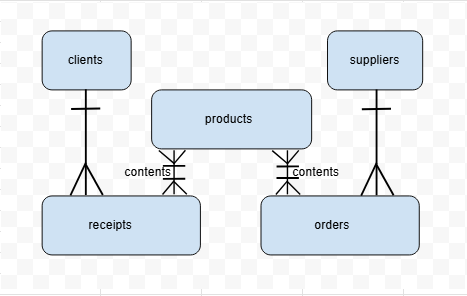 clients
suppliers
products
contents
contents
receipts
orders